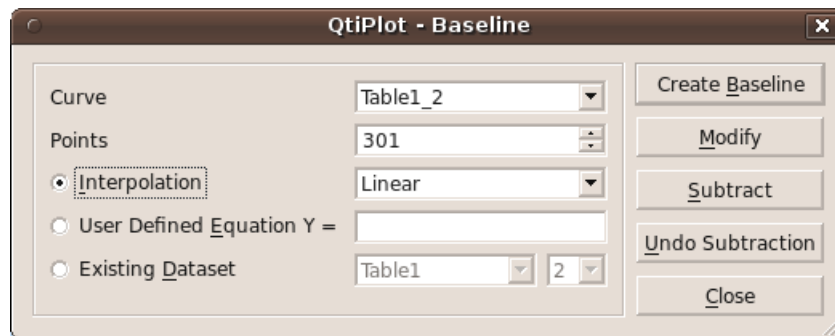 QtiPlot - Baseline
Curve
Table1_2
Points
301
Interpolation
Linear
User Defined Equation Y =
Existing Dataset
Table1
2
Create Baseline
Modify
Subtract
Undo Subtraction
Close